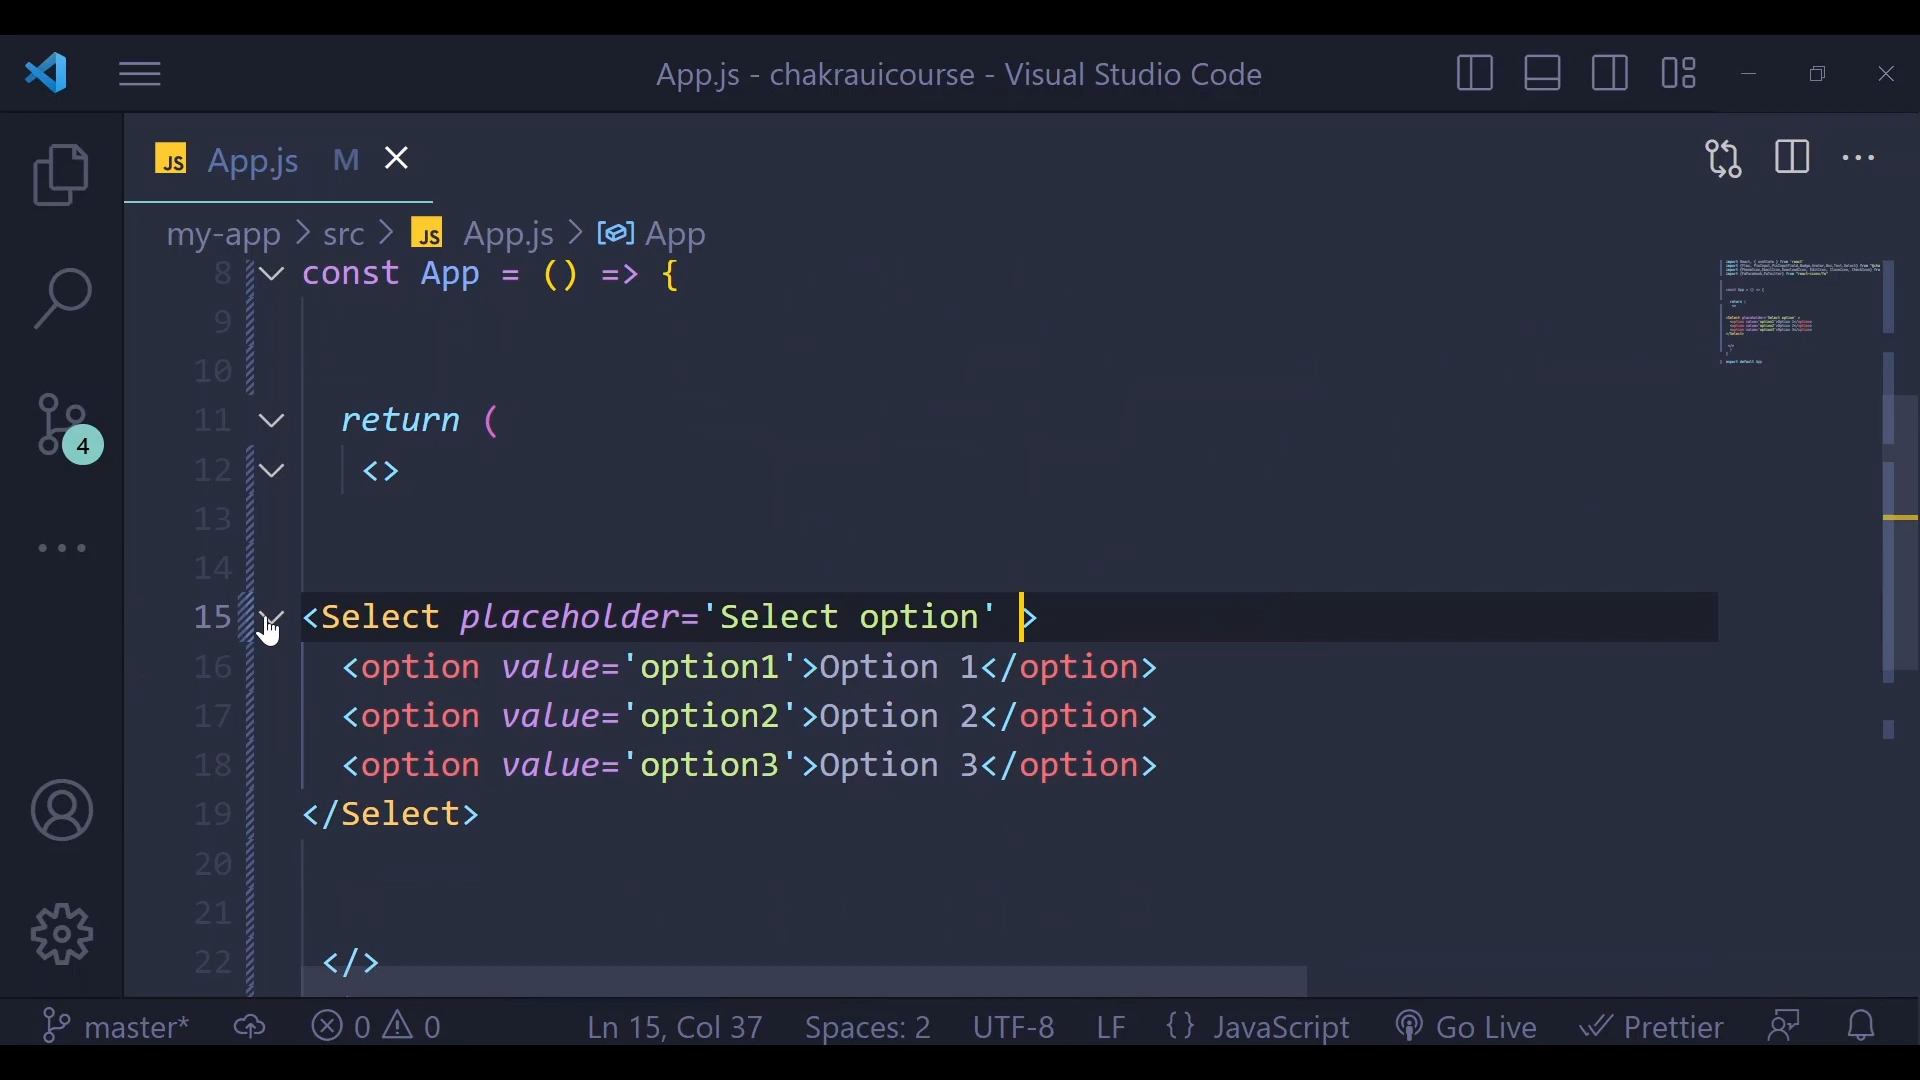 App.js - chakrauicourse - Visual Studio Code
JS App.js M
my-app > src > JS App.js > App
8 const App = () => {
9
10
11 return (
12 <>
13
14
15 <Select placeholder='Select option' >
16 <option value='option1'>Option 1</option>
17 <option value='option2'>Option 2</option>
18 <option value='option3'>Option 3</option>
19 </Select>
20
21
22 </>
4
master* 0 0 Ln 15, Col 37 Spaces: 2 UTF-8 LF {} JavaScript Go Live Prettier